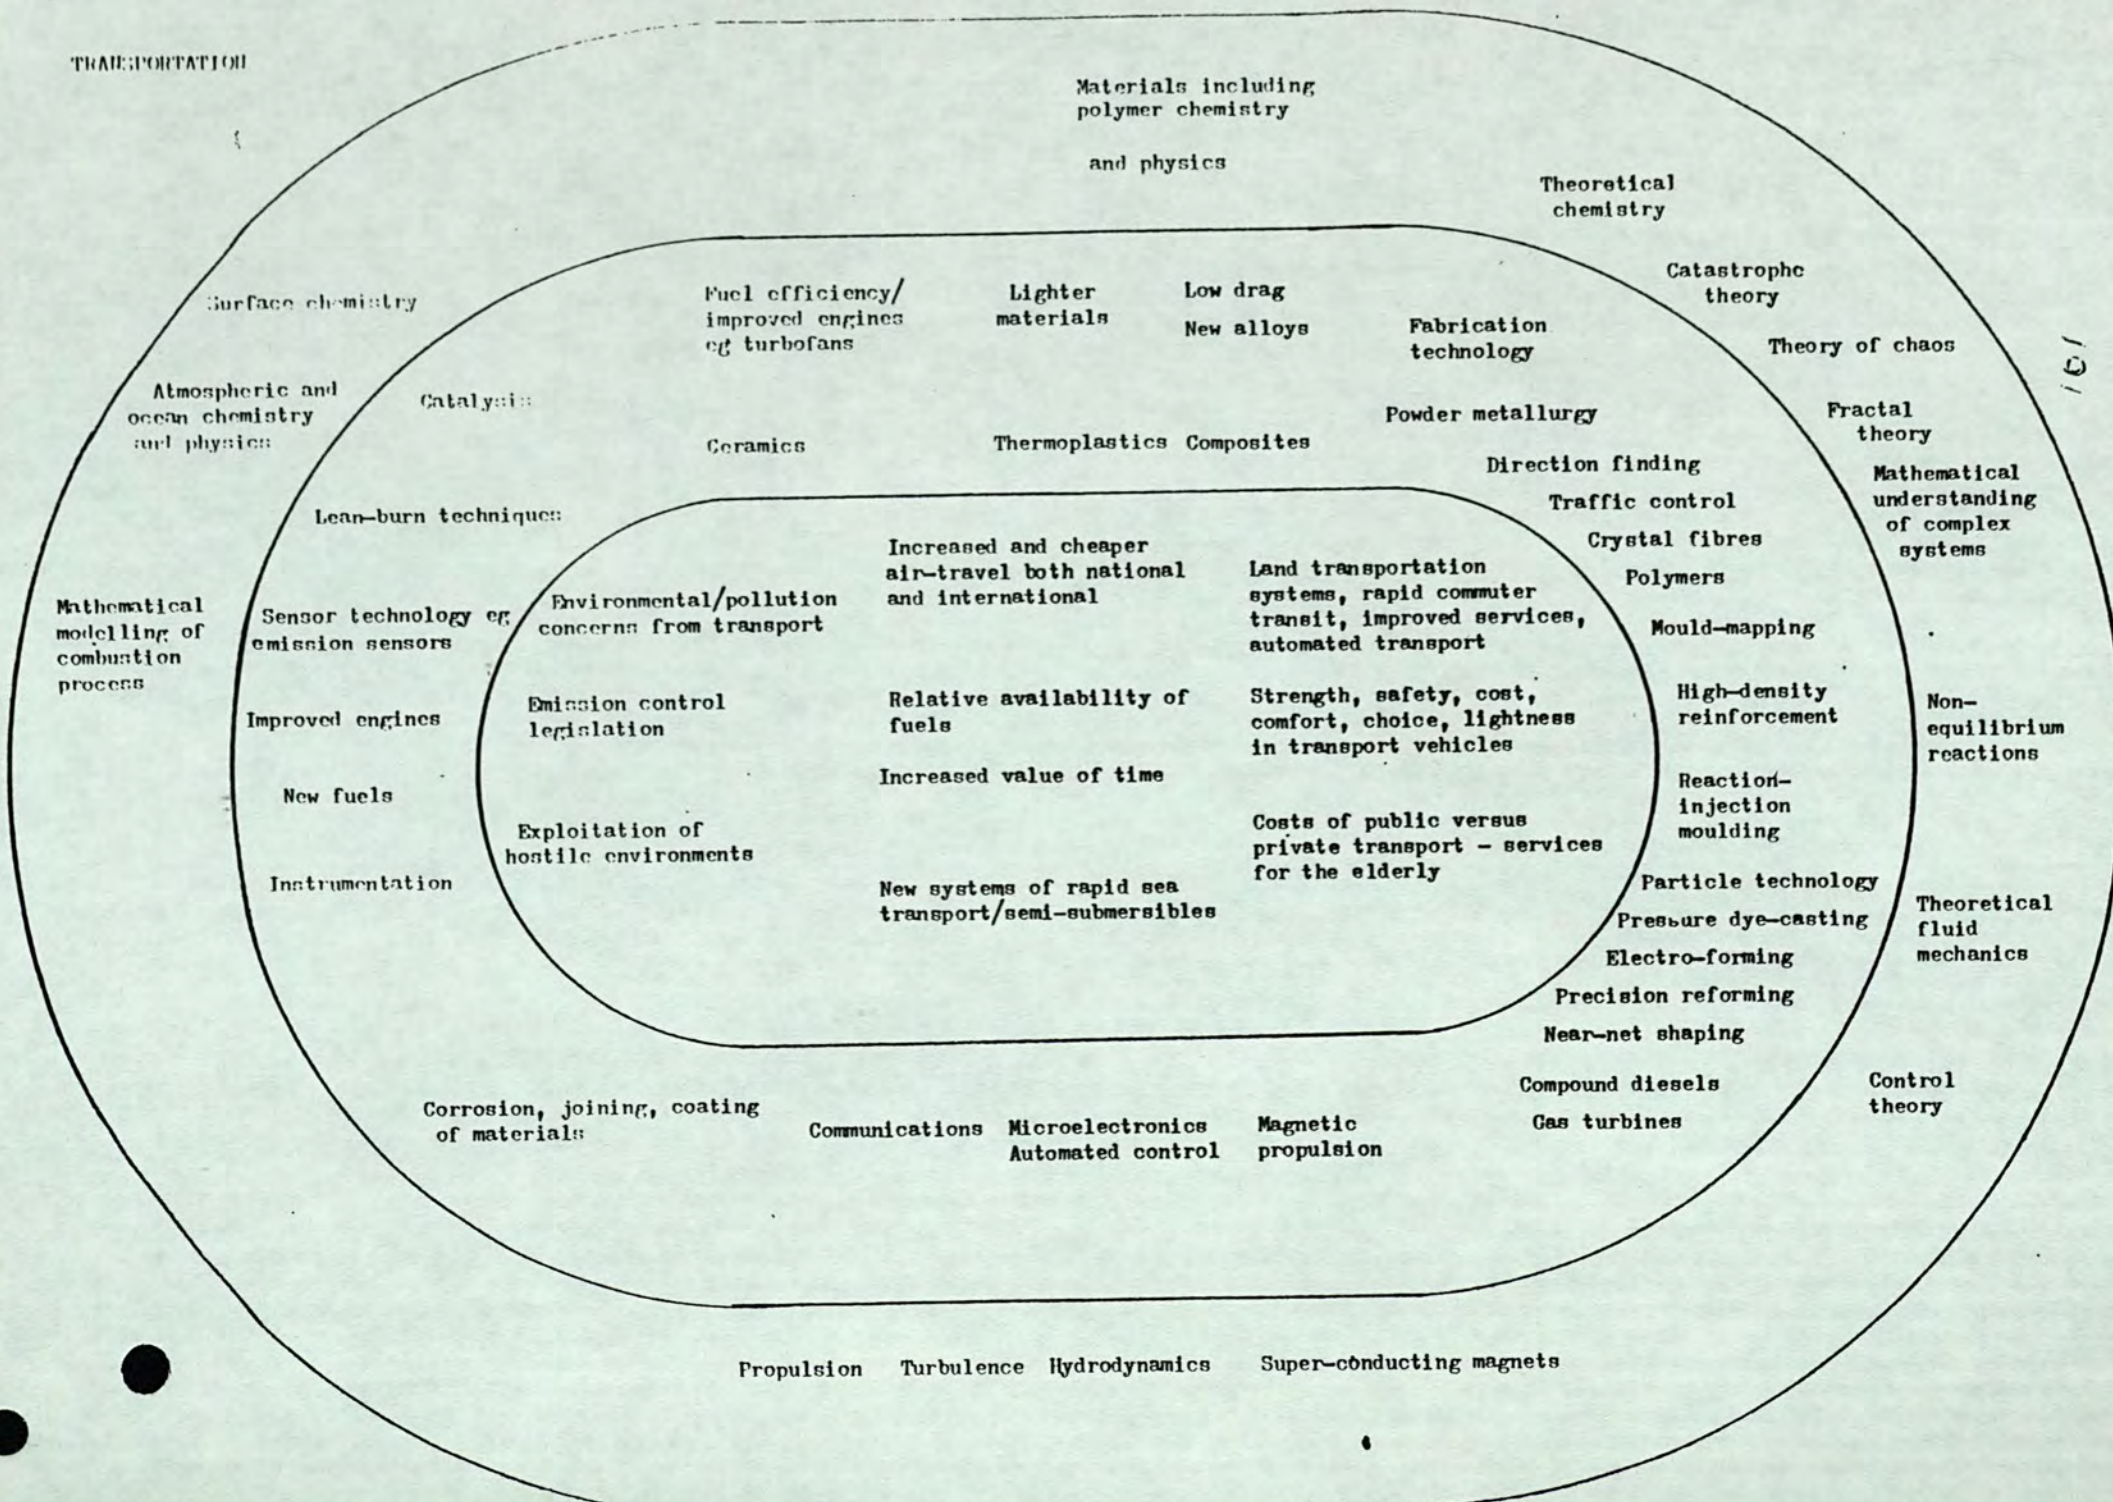 TRANSPORTATION
Materials including
polymer chemistry
and physics
Theoretical
chemistry
Catastrophe
theory
Theory of chaos
Fractal
theory
Mathematical
understanding
of complex
systems
Non-
equilibrium
reactions
Theoretical
fluid
mechanics
Control
theory
Surface chemistry
Atmospheric and
ocean chemistry
and physics
Mathematical
modelling of
combustion
process
Propulsion Turbulence Hydrodynamics Super-conducting magnets
Fuel efficiency/
improved engines
eg turbofans
Lighter
materials
Low drag
New alloys
Fabrication
technology
Catalysis
Ceramics
Thermoplastics Composites
Powder metallurgy
Direction finding
Traffic control
Crystal fibres
Polymers
Mould-mapping
High-density
reinforcement
Reaction-
injection
moulding
Particle technology
Pressure dye-casting
Electro-forming
Precision reforming
Near-net shaping
Compound diesels
Gas turbines
Lean-burn techniques
Sensor technology eg
emission sensors
Improved engines
New fuels
Instrumentation
Corrosion, joining, coating
of materials
Communications
Microelectronics
Automated control
Magnetic
propulsion
Environmental/pollution
concerns from transport
Emission control
legislation
Exploitation of
hostile environments
Increased and cheaper
air-travel both national
and international
Relative availability of
fuels
Increased value of time
New systems of rapid sea
transport/semi-submersibles
Land transportation
systems, rapid commuter
transit, improved services,
automated transport
Strength, safety, cost,
comfort, choice, lightness
in transport vehicles
Costs of public versus
private transport - services
for the elderly